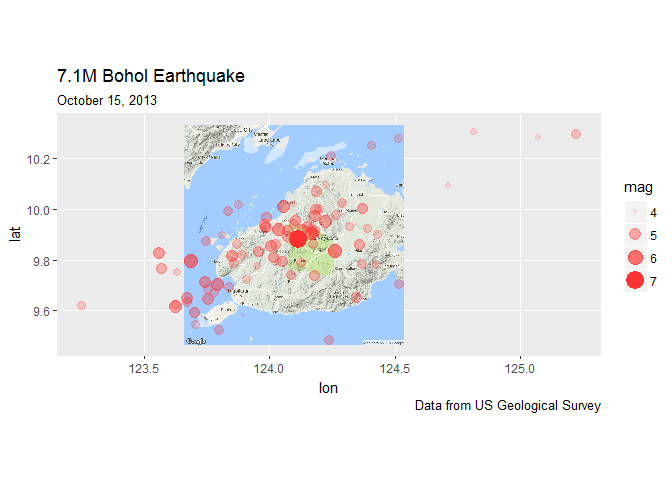 7.1M Bohol Earthquake
October 15, 2013
mag
4
5
6
7
lat
10.2
10.0
9.8
9.6
Google
123.5
124.0
124.5
125.0
lon
Data from US Geological Survey